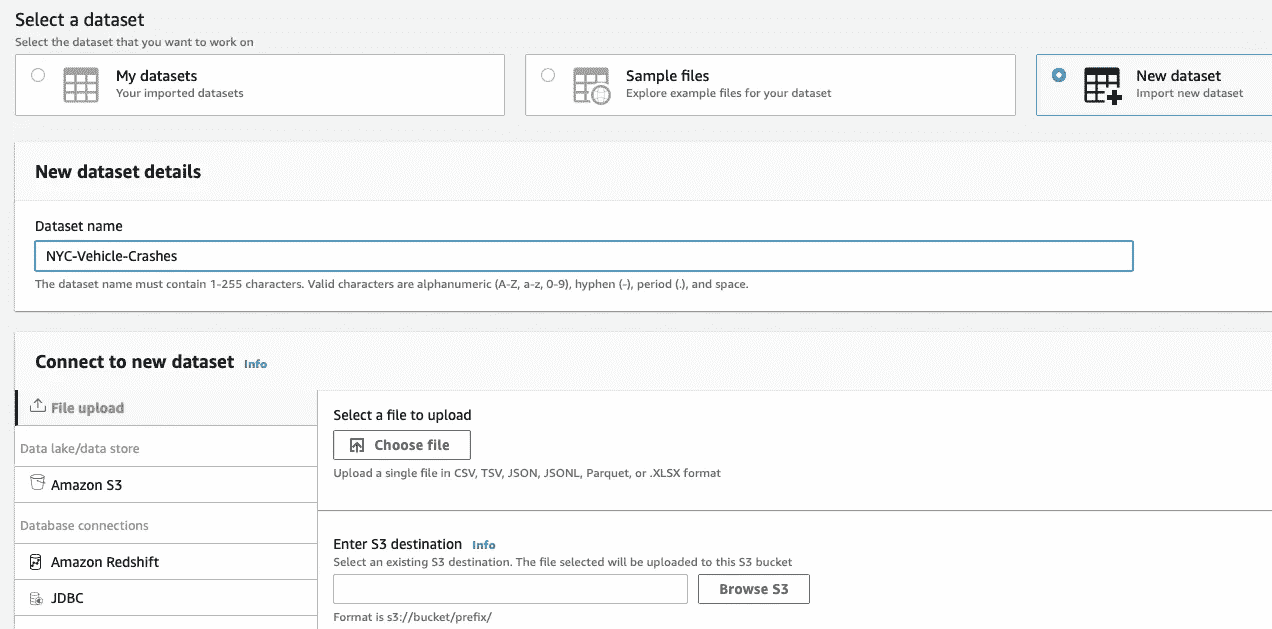 Select a dataset
Select the dataset that you want to work on
My datasets
Your imported datasets
Sample files
Explore example files for your dataset
New dataset
Import new dataset
New dataset details
Dataset name
NYC-Vehicle-Crashes
The dataset name must contain 1-255 characters. Valid characters are alphanumeric (A-Z, a-z, 0-9), hyphen (-), period (.), and space.
Connect to new dataset Info
File upload
Data lake/data store
Amazon S3
Database connections
Amazon Redshift
JDBC
Select a file to upload
Choose file
Upload a single file in CSV, TSV, JSON, JSONL, Parquet, or .XLSX format
Enter S3 destination Info
Select an existing S3 destination. The file selected will be uploaded to this S3 bucket
Browse S3
Format is s3://bucket/prefix/